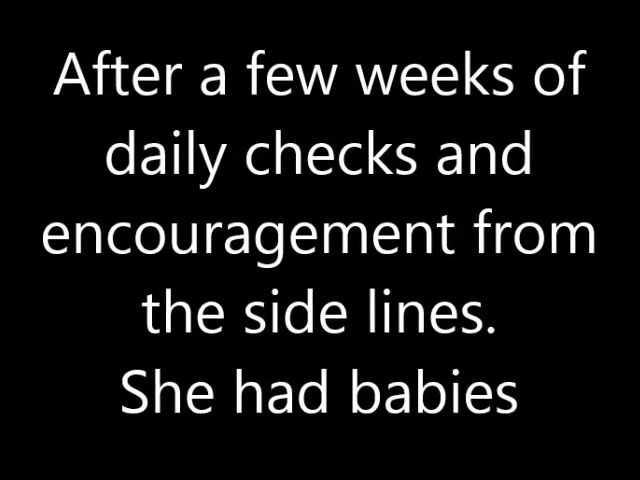 After a few weeks of
daily checks and
encouragement from
the side lines.
She had babies